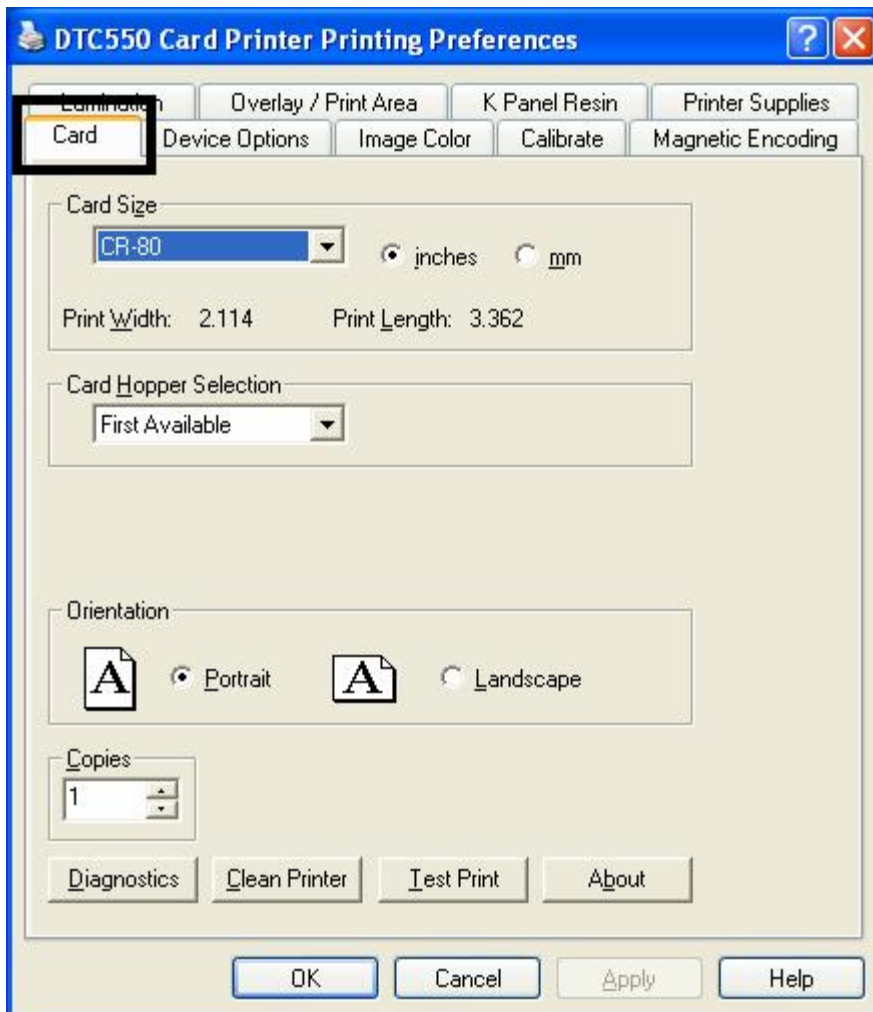 DTC550 Card Printer Printing Preferences
Lamination Overlay / Print Area K Panel Resin Printer Supplies
Card Device Options Image Color Calibrate Magnetic Encoding
Card Size
CR-80 inches mm
Print Width: 2.114 Print Length: 3.362
Card Hopper Selection
First Available
Orientation
A Portrait A Landscape
Copies
1
Diagnostics Clean Printer Test Print About
OK Cancel Apply Help